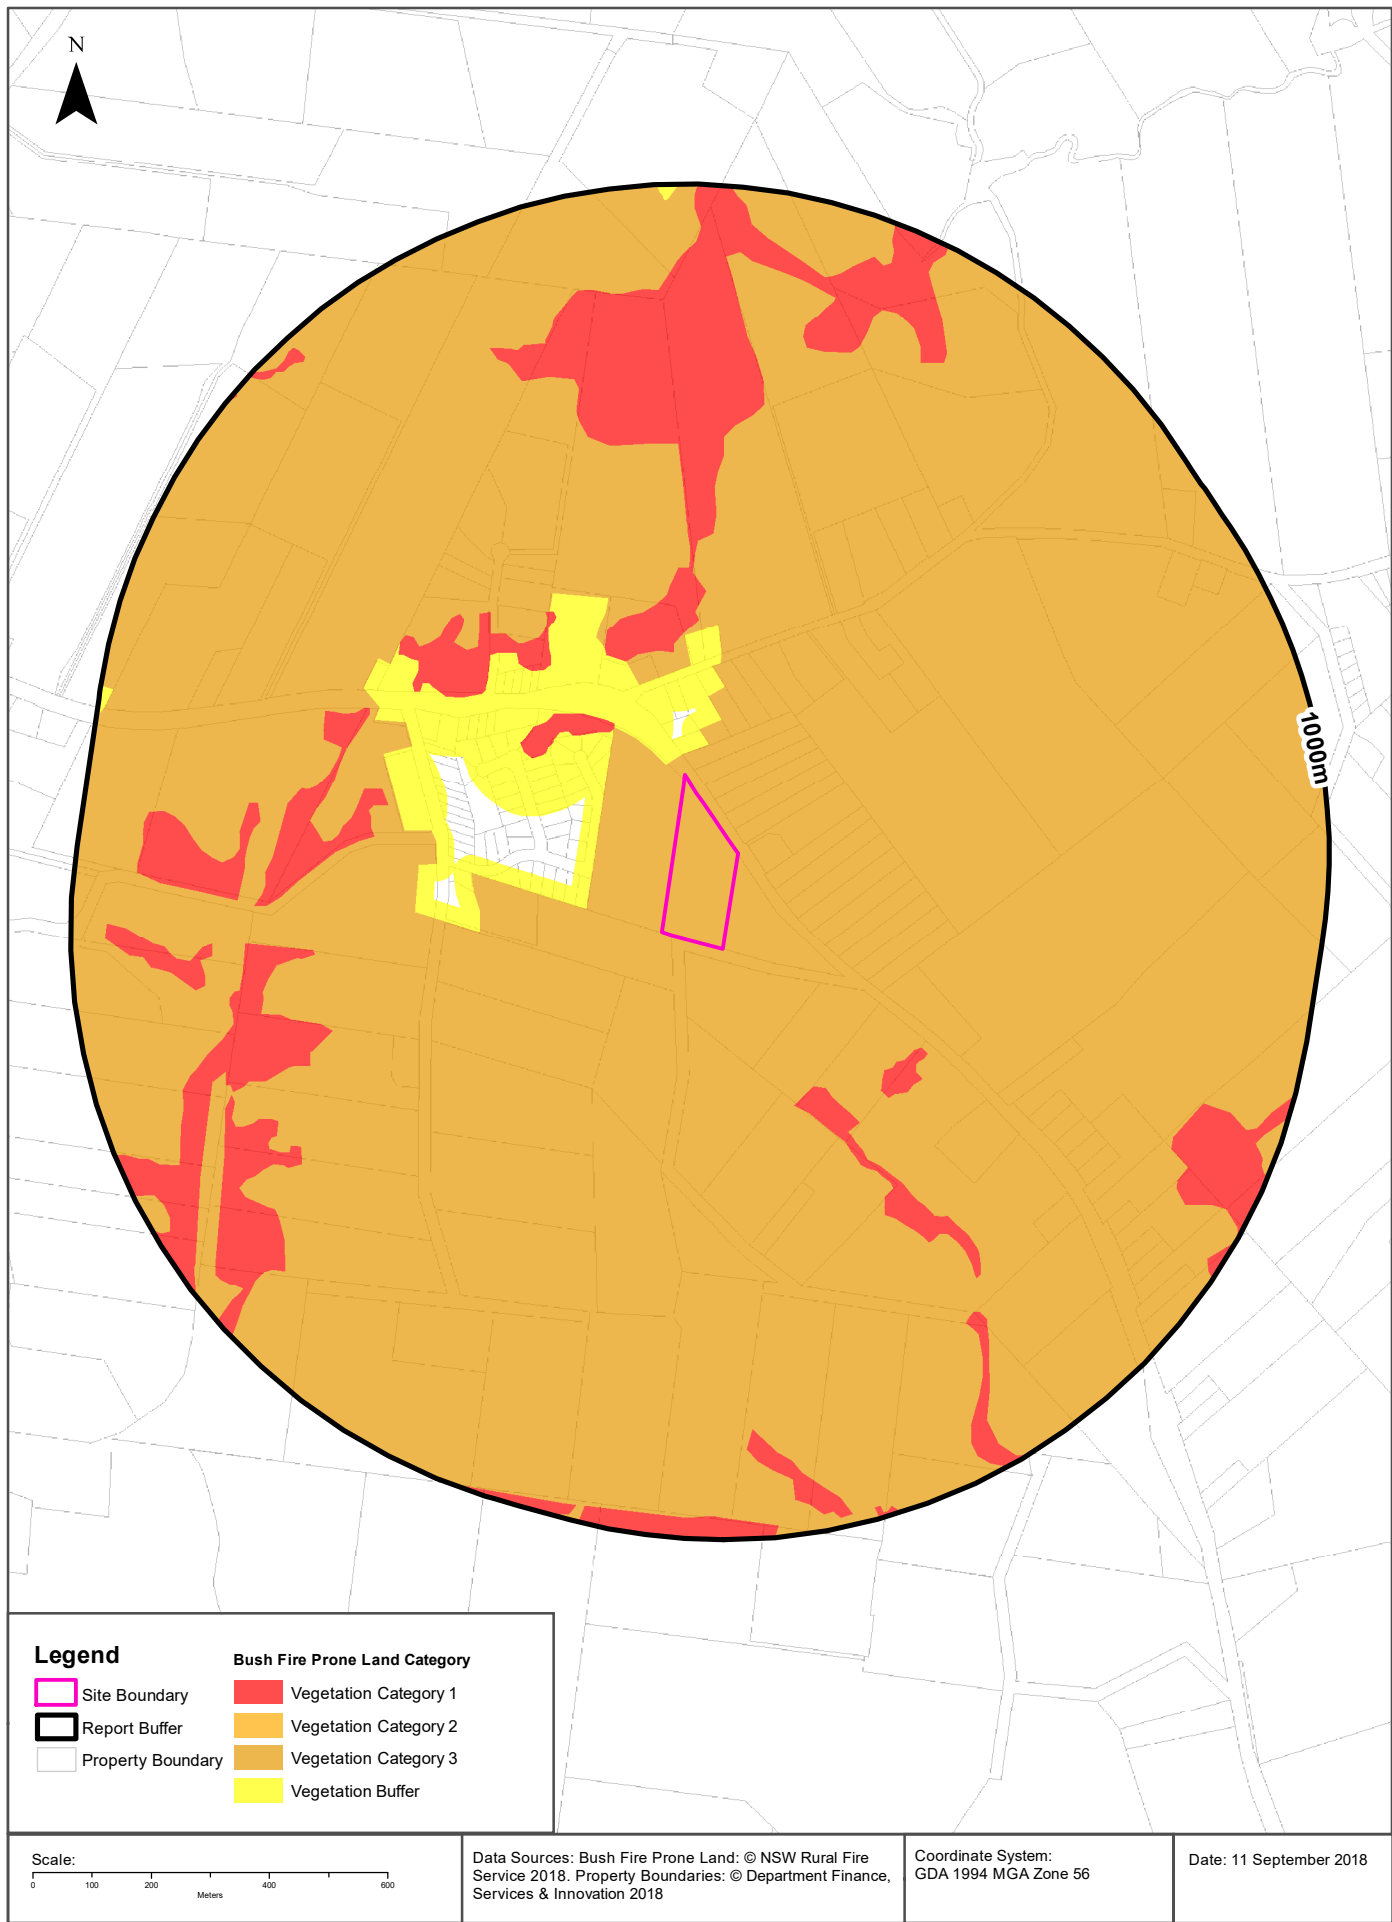 N
1000m
Legend
Site Boundary
Report Buffer
Property Boundary
Bush Fire Prone Land Category
Vegetation Category 1
Vegetation Category 2
Vegetation Category 3
Vegetation Buffer
Scale:
0 100 200 400 600
Meters
Data Sources: Bush Fire Prone Land: © NSW Rural Fire
Service 2018. Property Boundaries: © Department Finance,
Services & Innovation 2018
Coordinate System:
GDA 1994 MGA Zone 56
Date: 11 September 2018